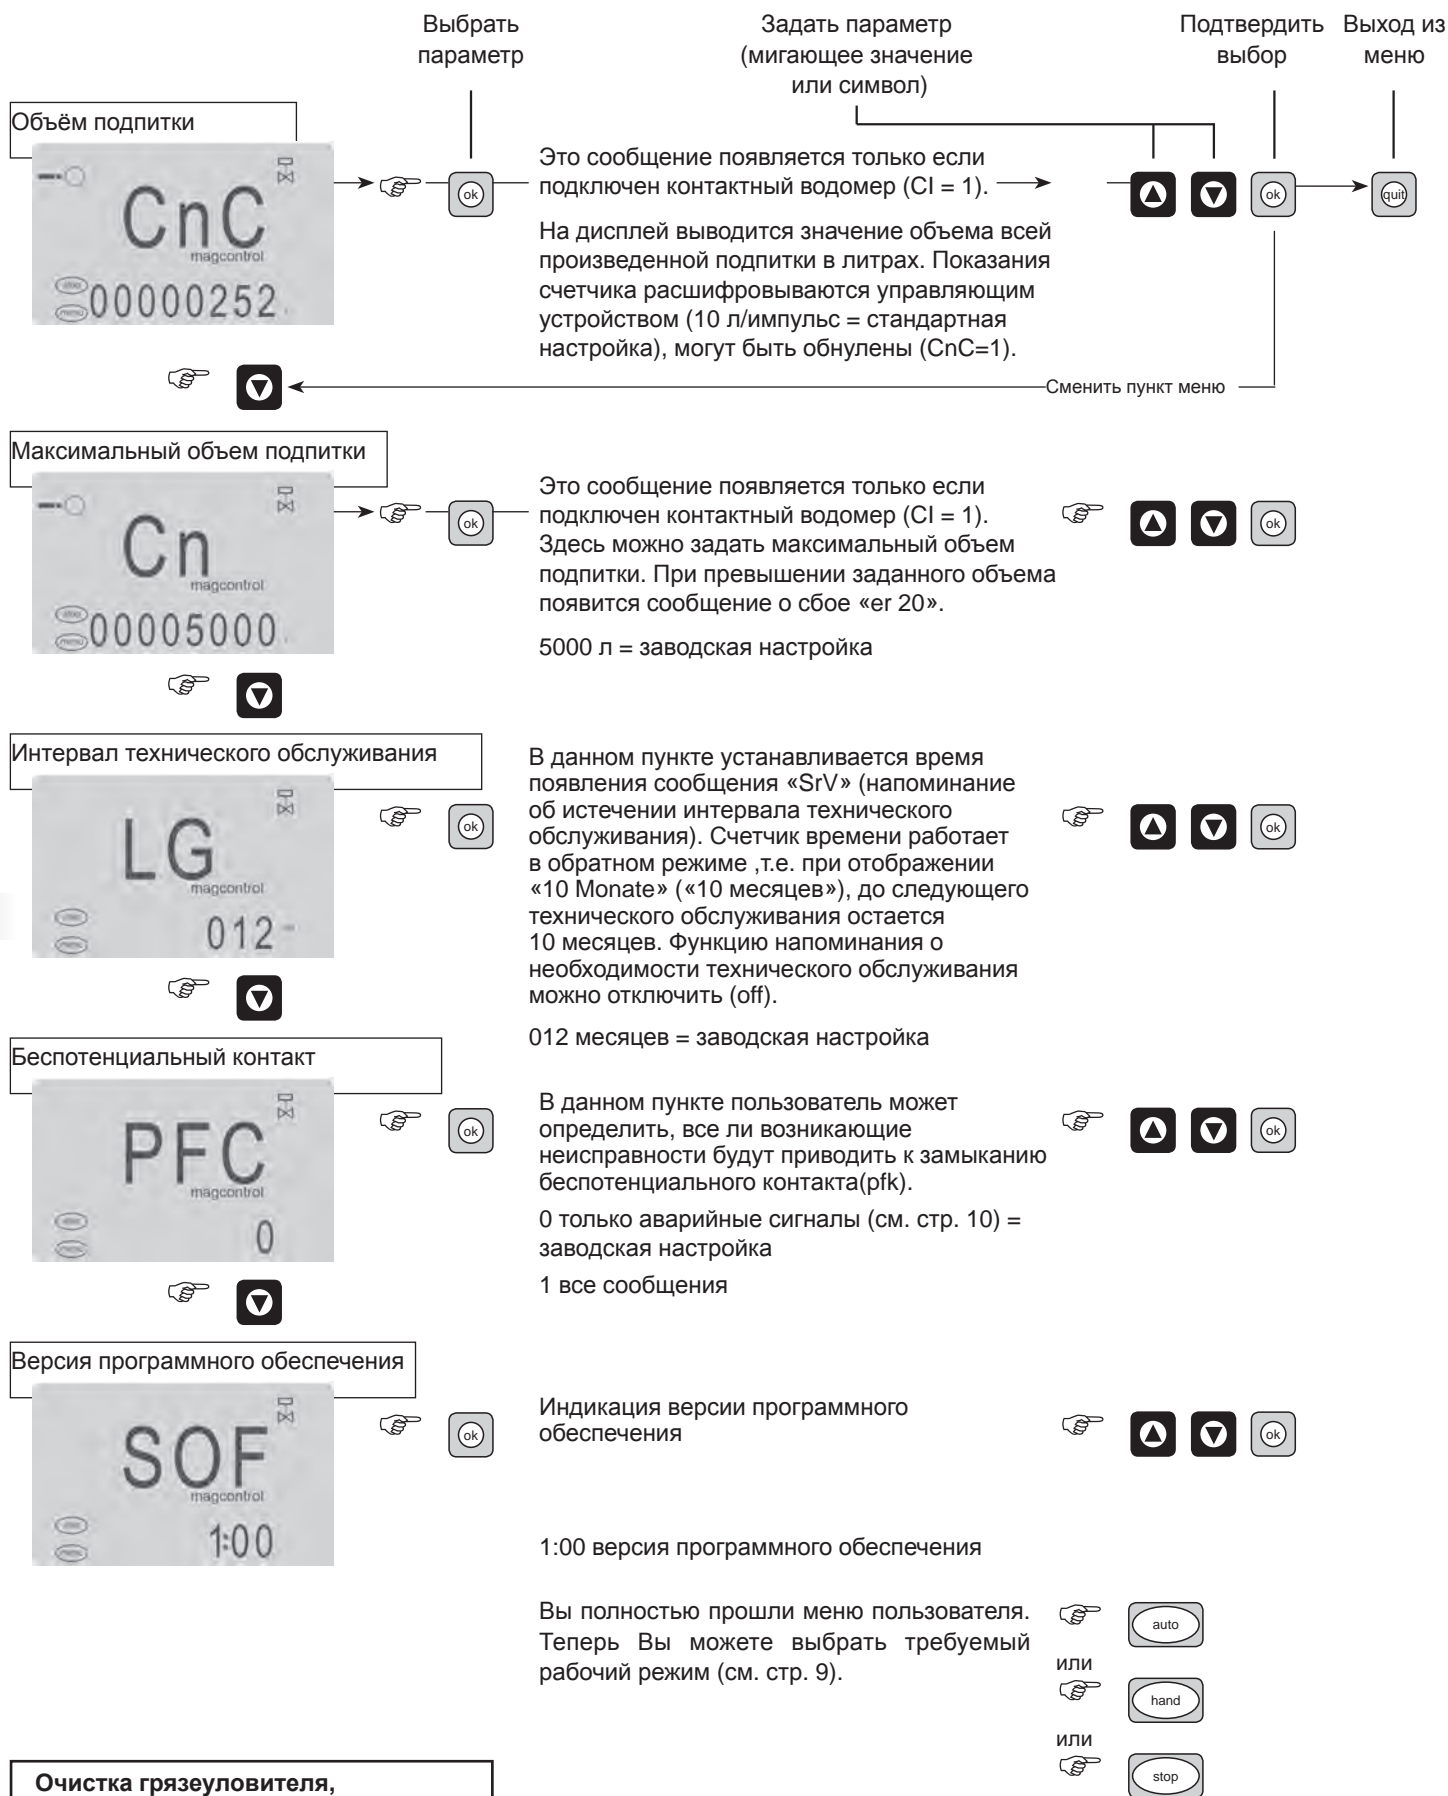 Выбрать
параметр
Задать параметр
(мигающее значение
или символ)
Подтвердить
выбор
Выход из
меню
Объём подпитки
CnC
magcontrol
00000252
ok
Это сообщение появляется только если
подключен контактный водомер (CI = 1).
ok
quit
На дисплей выводится значение объема всей
произведенной подпитки в литрах. Показания
счетчика расшифровываются управляющим
устройством (10 л/импульс = стандартная
настройка), могут быть обнулены (CnC=1).
Сменить пункт меню
Максимальный объем подпитки
Cn
magcontrol
00005000
ok
Это сообщение появляется только если
подключен контактный водомер (CI = 1).
Здесь можно задать максимальный объем
подпитки. При превышении заданного объема
появится сообщение о сбое «er 20».
5000 л = заводская настройка
ok
Интервал технического обслуживания
LG
magcontrol
012
ok
В данном пункте устанавливается время
появления сообщения «SrV» (напоминание
об истечении интервала технического
обслуживания). Счетчик времени работает
в обратном режиме ,т.е. при отображении
«10 Monate» («10 месяцев»), до следующего
технического обслуживания остается
10 месяцев. Функцию напоминания о
необходимости технического обслуживания
можно отключить (off).
012 месяцев = заводская настройка
ok
Беспотенциальный контакт
PFC
magcontrol
0
ok
В данном пункте пользователь может
определить, все ли возникающие
неисправности будут приводить к замыканию
беспотенциального контакта(pfk).
0 только аварийные сигналы (см. стр. 10) =
заводская настройка
1 все сообщения
ok
Версия программного обеспечения
SOF
magcontrol
1:00
ok
Индикация версии программного
обеспечения
ok
1:00 версия программного обеспечения
Вы полностью прошли меню пользователя.
Теперь Вы можете выбрать требуемый
рабочий режим (см. стр. 9).
auto
или
hand
или
stop
Очистка грязеуловителя,